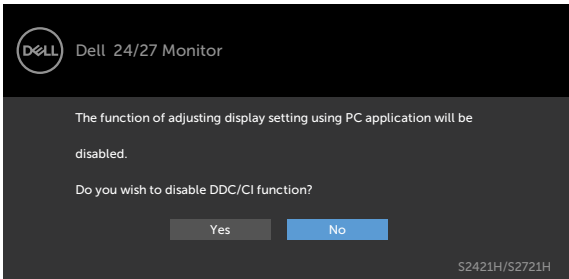 DELL
Dell 24/27 Monitor
The function of adjusting display setting using PC application will be
disabled.
Do you wish to disable DDC/CI function?
Yes No
S2421H/S2721H